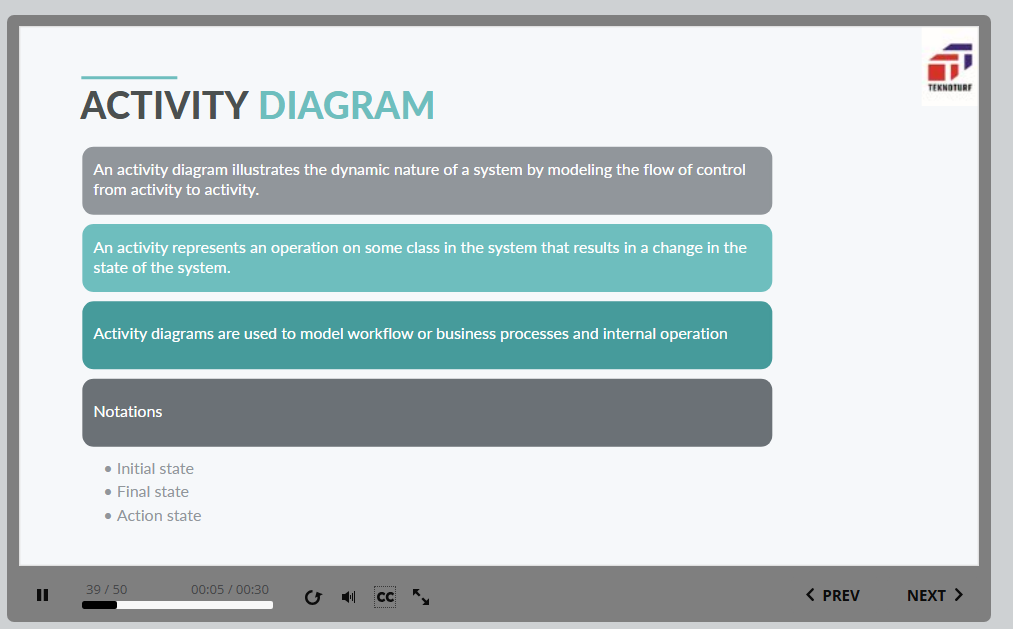 TEKNOTURF
ACTIVITY DIAGRAM
An activity diagram illustrates the dynamic nature of a system by modeling the flow of control
from activity to activity.
An activity represents an operation on some class in the system that results in a change in the
state of the system.
Activity diagrams are used to model workflow or business processes and internal operation
Notations
• Initial state
• Final state
• Action state
39 / 50 00:05 / 00:30
CC
PREV NEXT